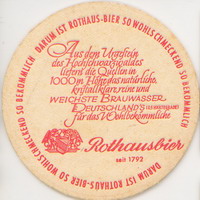 DARUM IST ROTHAUS-BIER SO WOHLSCHMECKEND SO BEKÖMMLICH
DARUM IST ROTHAUS-BIER SO WOHLSCHMECKEND SO BEKÖMMLICH
Aus dem Urgestein
des Hochschwarzwaldes
liefern die Quellen in
1000m Höhe das natürliche,
kristallklare, reine und
WEICHSTE BRAUWASSER
DEUTSCHLANDS
für das Wohlbekömmliche
Rothausbier
seit 1792